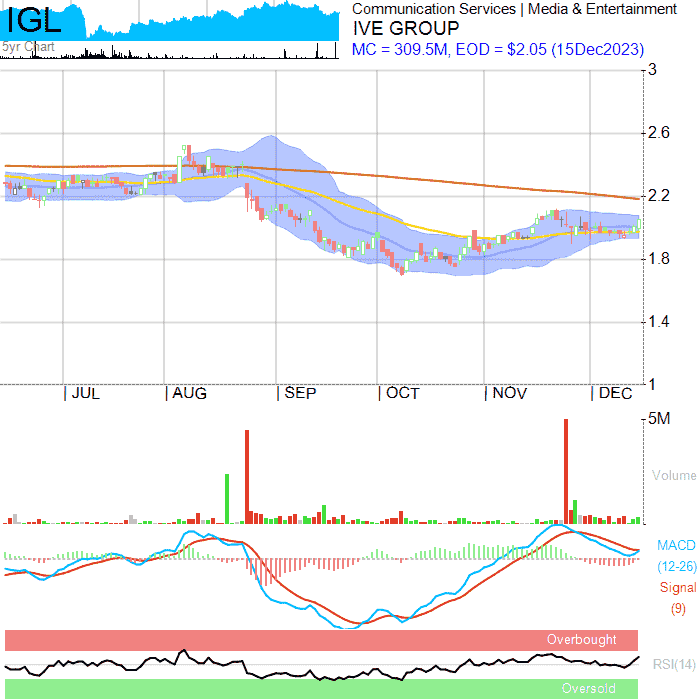 IGL
5yr Chart
Communication Services | Media & Entertainment
IVE GROUP
MC = 309.5M, EOD = $2.05 (15Dec2023)
3
2.6
2.2
1.8
1.4
1
JUL AUG SEP OCT NOV DEC
5M
Volume
MACD
(12-26)
Signal
(9)
Overbought
RSI(14)
Oversold